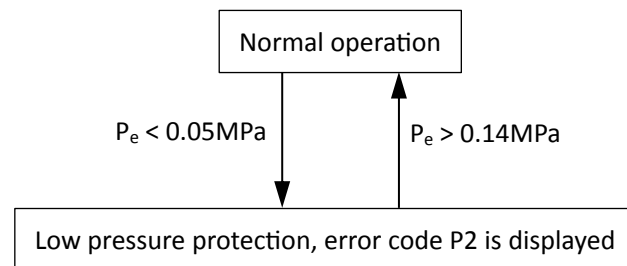 Normal operation
Pₑ < 0.05MPa
Pₑ > 0.14MPa
Low pressure protection, error code P2 is displayed